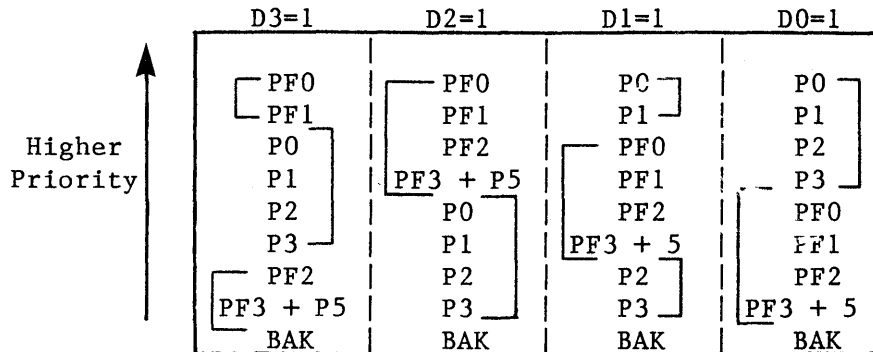 D3=1 D2=1 D1=1 D0=1
PF0 PF0 P0 P0
PF1 PF1 P1 P1
Higher P0 PF2 PF0 P2
Priority P1 PF3 + P5 PF1 P3
P2 P0 PF2 PF0
P3 P1 PF3 + 5 PF1
PF2 P2 P2 PF2
PF3 + P5 P3 P3 PF3 + 5
BAK BAK BAK BAK